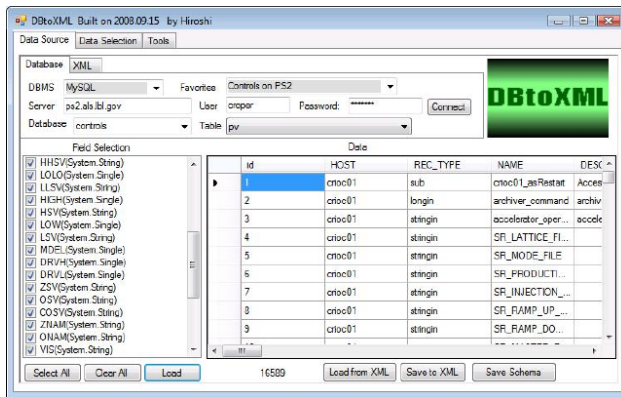 DBtoXML Built on 2008.09.15 by Hiroshi
Data Source Data Selection Tools
Database XML
DBMS MySQL Favorites Controls on PS2
Server ps2.als.lbl.gov User croper Password: ******* Connect
Database controls Table pv
DBtoXML
Field Selection Data
HHSV(System.String)
LOLO(System.Single)
LLSV(System.String)
HIGH(System.Single)
HSV(System.String)
LOW(System.Single)
LSV(System.String)
MDEL(System.Single)
DRVH(System.Single)
DRVL(System.Single)
ZSV(System.String)
OSV(System.String)
COSV(System.String)
ZNAM(System.String)
ONAM(System.String)
VIS(System.String)
id HOST REC_TYPE NAME DESC
1 crioc01 sub crioc01_asRestart Acces
2 crioc01 longin archiver_command archiv
3 crioc01 stringin accelerator_oper... accele
4 crioc01 stringin SR_LATTICE_FI...
5 crioc01 stringin SR_MODE_FILE
6 crioc01 stringin SR_PRODUCTI...
7 crioc01 stringin SR_INJECTION_...
8 crioc01 stringin SR_RAMP_UP_...
9 crioc01 stringin SR_RAMP_DO...
Select All Clear All Load 16589 Load from XML Save to XML Save Schema